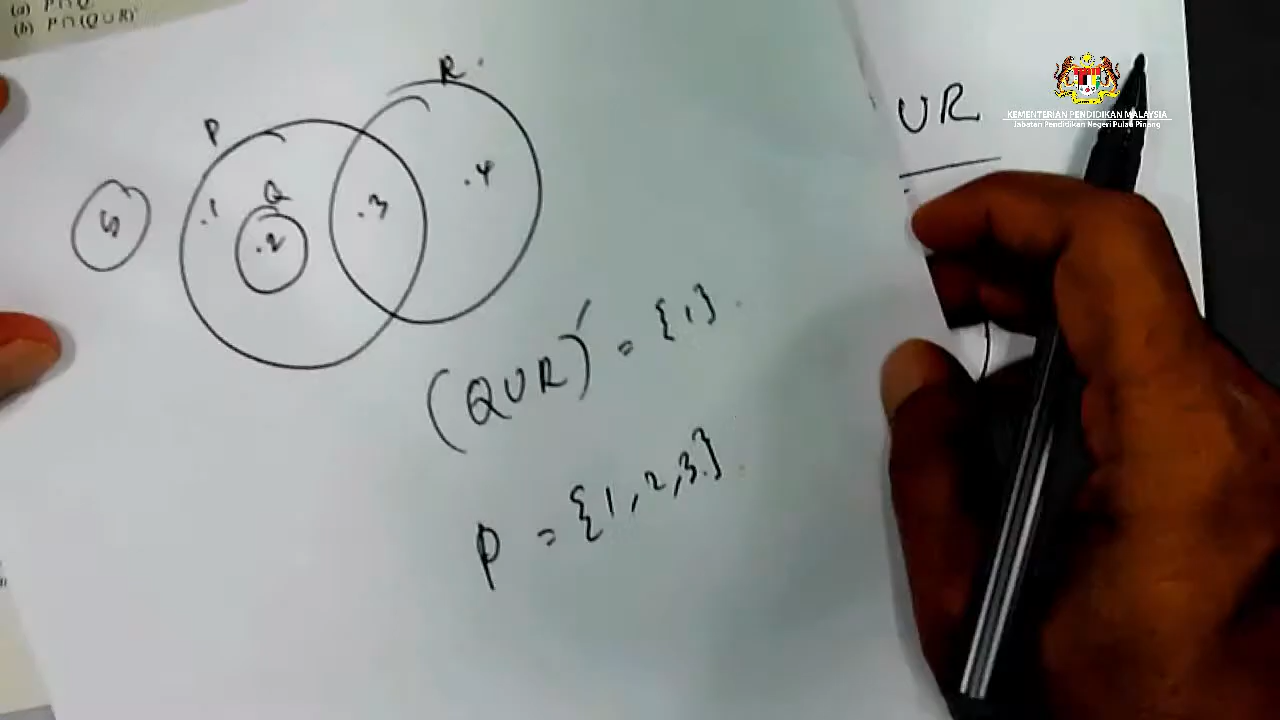 (a) P ∩ Q
(b) P ∩ (Q ∪ R)'
R
P
Q
.1
.2
.3
.4
5
(Q∪R)' = {1}
P = {1, 2, 3}
∪R
KEMENTERIAN PENDIDIKAN MALAYSIA
Jabatan Pendidikan Negeri Pulau Pinang